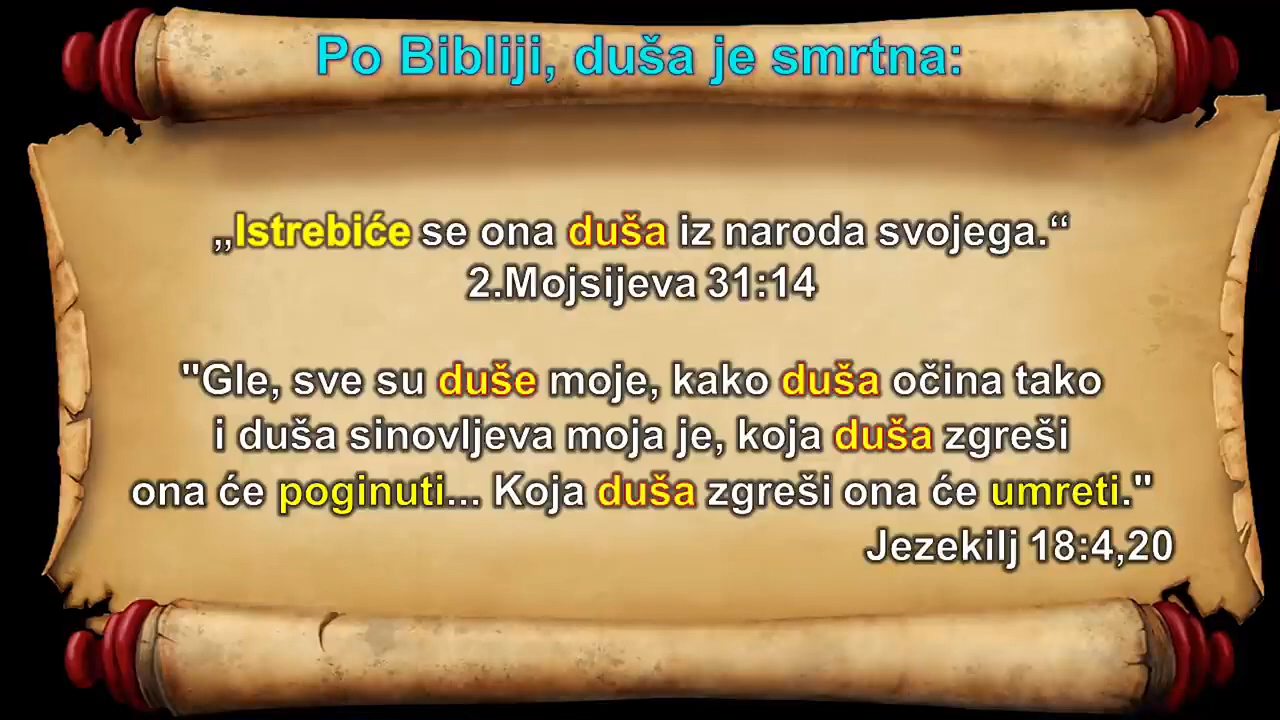 Po Bibliji, duša je smrtna:
„Istrebiće se ona duša iz naroda svojega.“
2.Mojsijeva 31:14
"Gle, sve su duše moje, kako duša očina tako
i duša sinovljeva moja je, koja duša zgreši
ona će poginuti... Koja duša zgreši ona će umreti."
Jezekilj 18:4,20